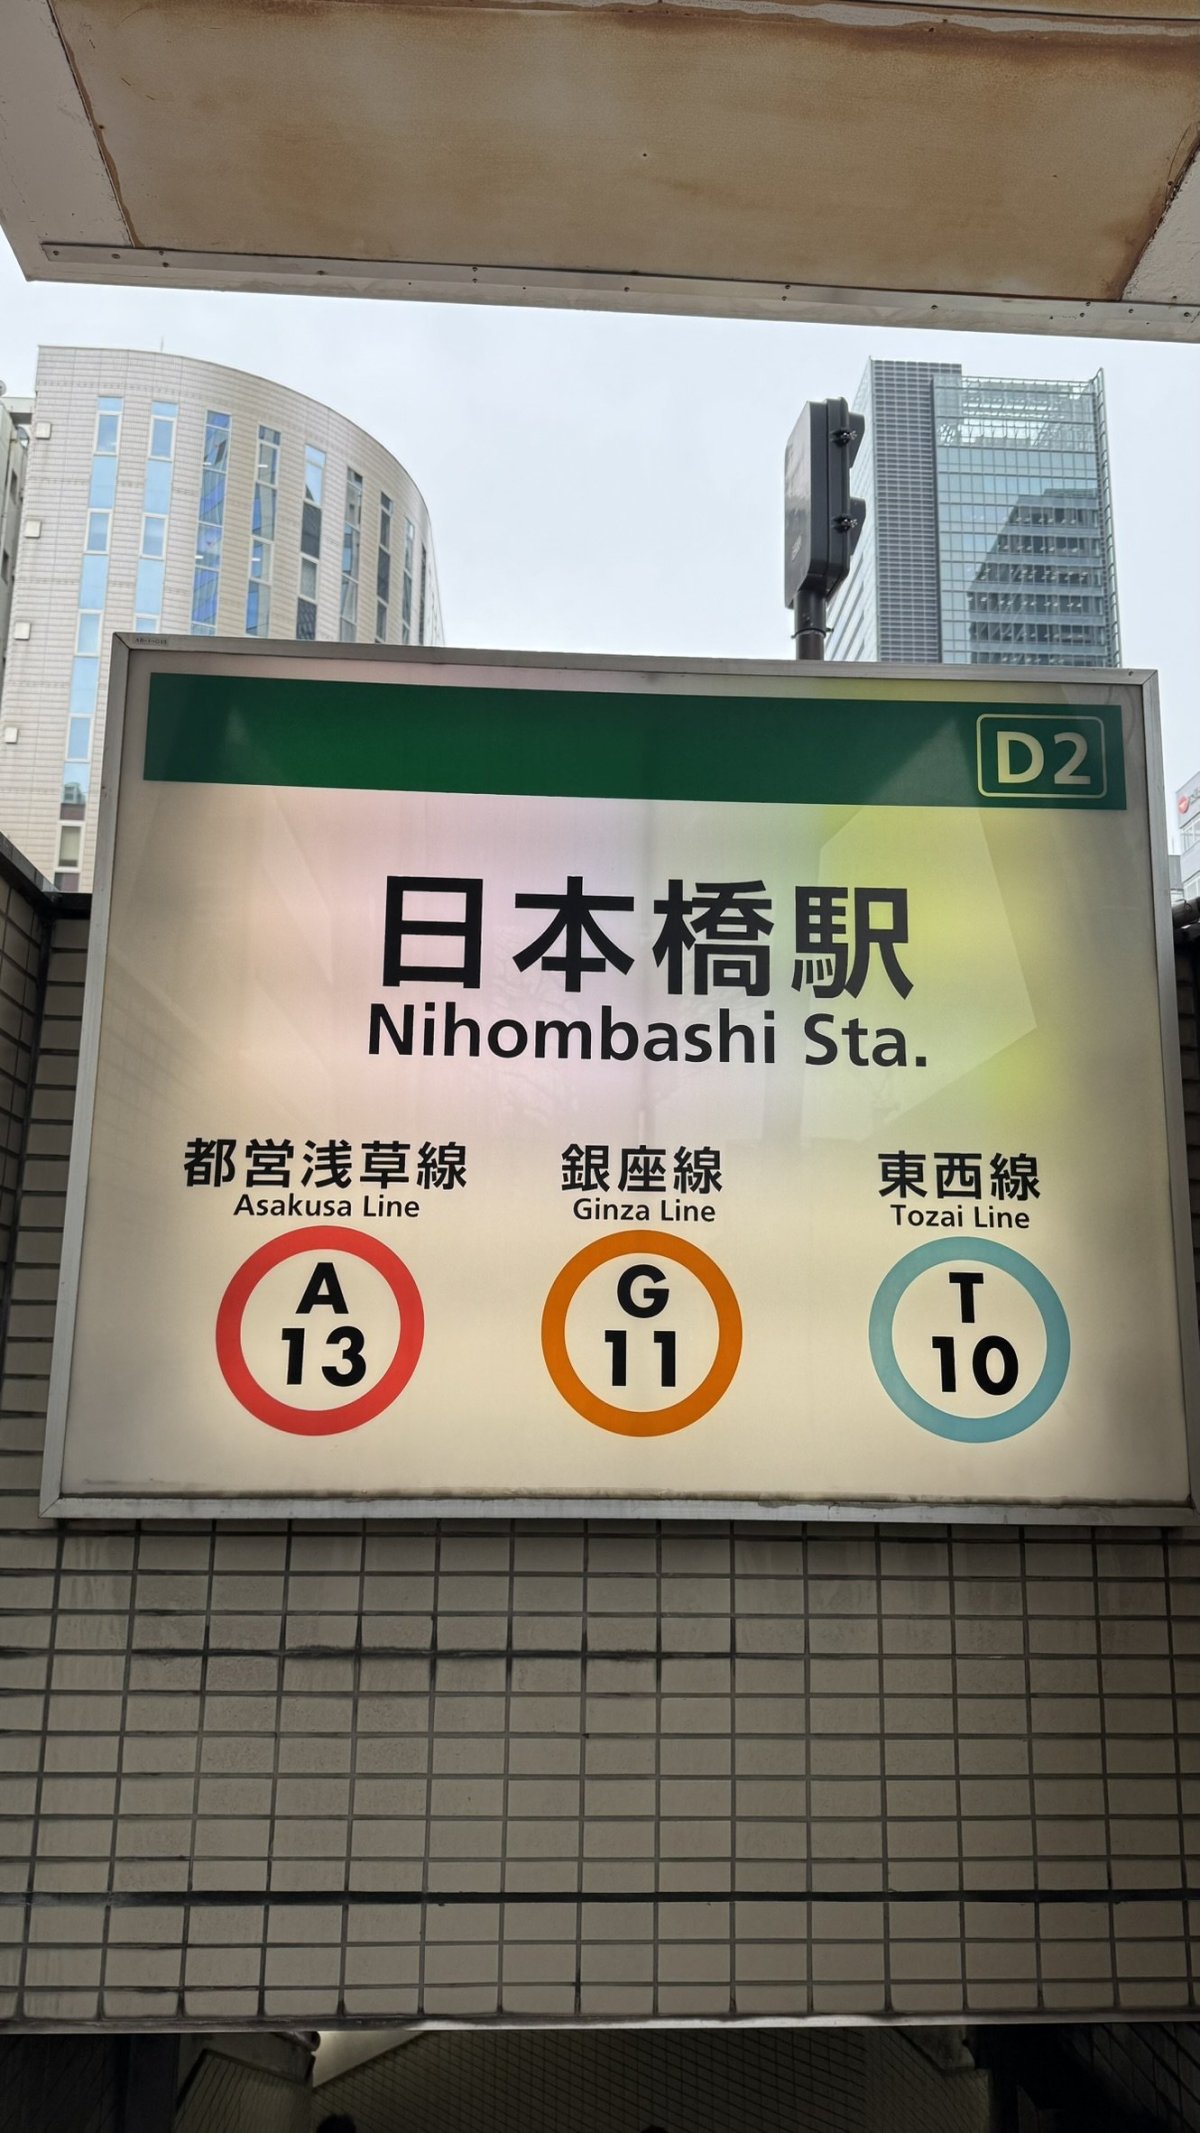 D2
日本橋駅
Nihombashi Sta.
都営浅草線
Asakusa Line
A
13
銀座線
Ginza Line
G
11
東西線
Tozai Line
T
10